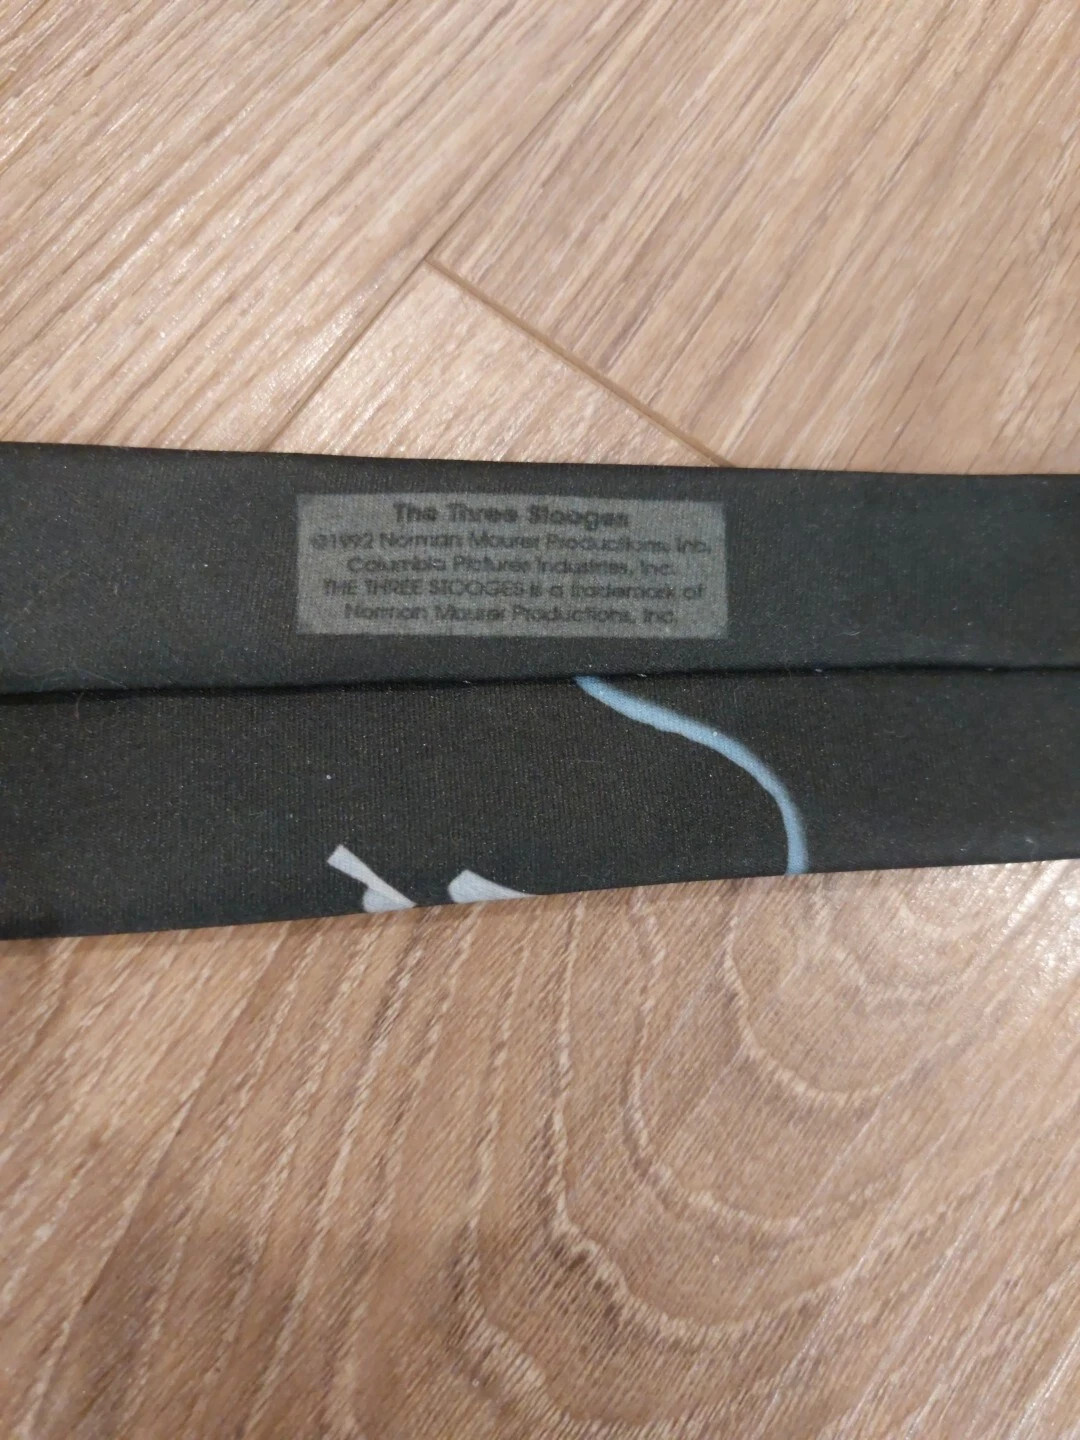 The Three Stooges
©1992 Norman Maurer Productions, Inc.
Columbia Pictures Industries, Inc.
THE THREE STOOGES is a trademark of
Norman Maurer Productions, Inc.